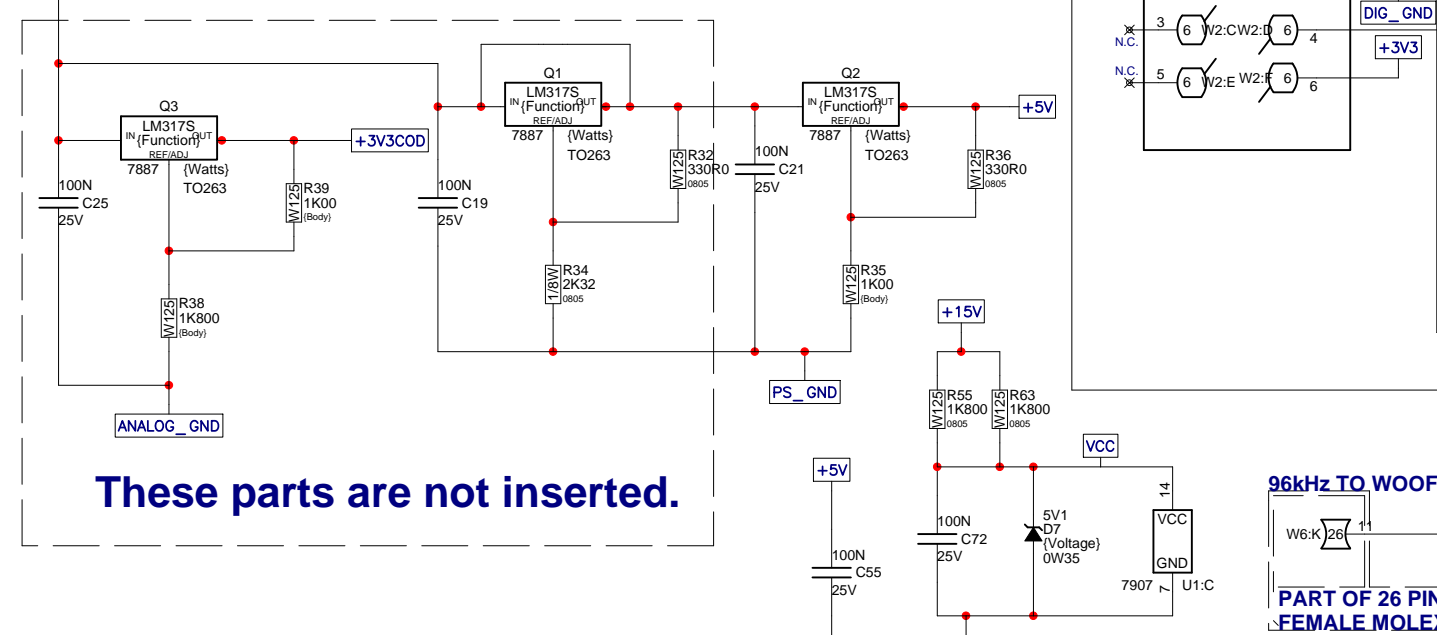 DIG_GND
3
6
W2:C
W2:D
6
4
N.C.
+3V3
5
6
W2:E
W2:F
6
6
N.C.
Q3
LM317S
IN
{Function}
OUT
REF/ADJ
7887
{Watts}
TO263
+3V3COD
100N
C25
25V
W125
R39
1K00
{Body}
W125
R38
1K800
{Body}
ANALOG_GND
Q1
LM317S
IN
{Function}
OUT
REF/ADJ
7887
{Watts}
TO263
100N
C19
25V
W125
R32
330R0
0805
1/8W
R34
2K32
0805
100N
C21
25V
Q2
LM317S
IN
{Function}
OUT
REF/ADJ
7887
{Watts}
TO263
+5V
W125
R36
330R0
0805
W125
R35
1K00
{Body}
PS_GND
These parts are not inserted.
+15V
W125
R55
1K800
0805
W125
R63
1K800
0805
VCC
+5V
100N
C55
25V
100N
C72
25V
5V1
D7
{Voltage}
0W35
14
VCC
GND
7907
7
U1:C
96kHz TO WOOF
W6:K
26
11
PART OF 26 PIN
FEMALE MOLEX